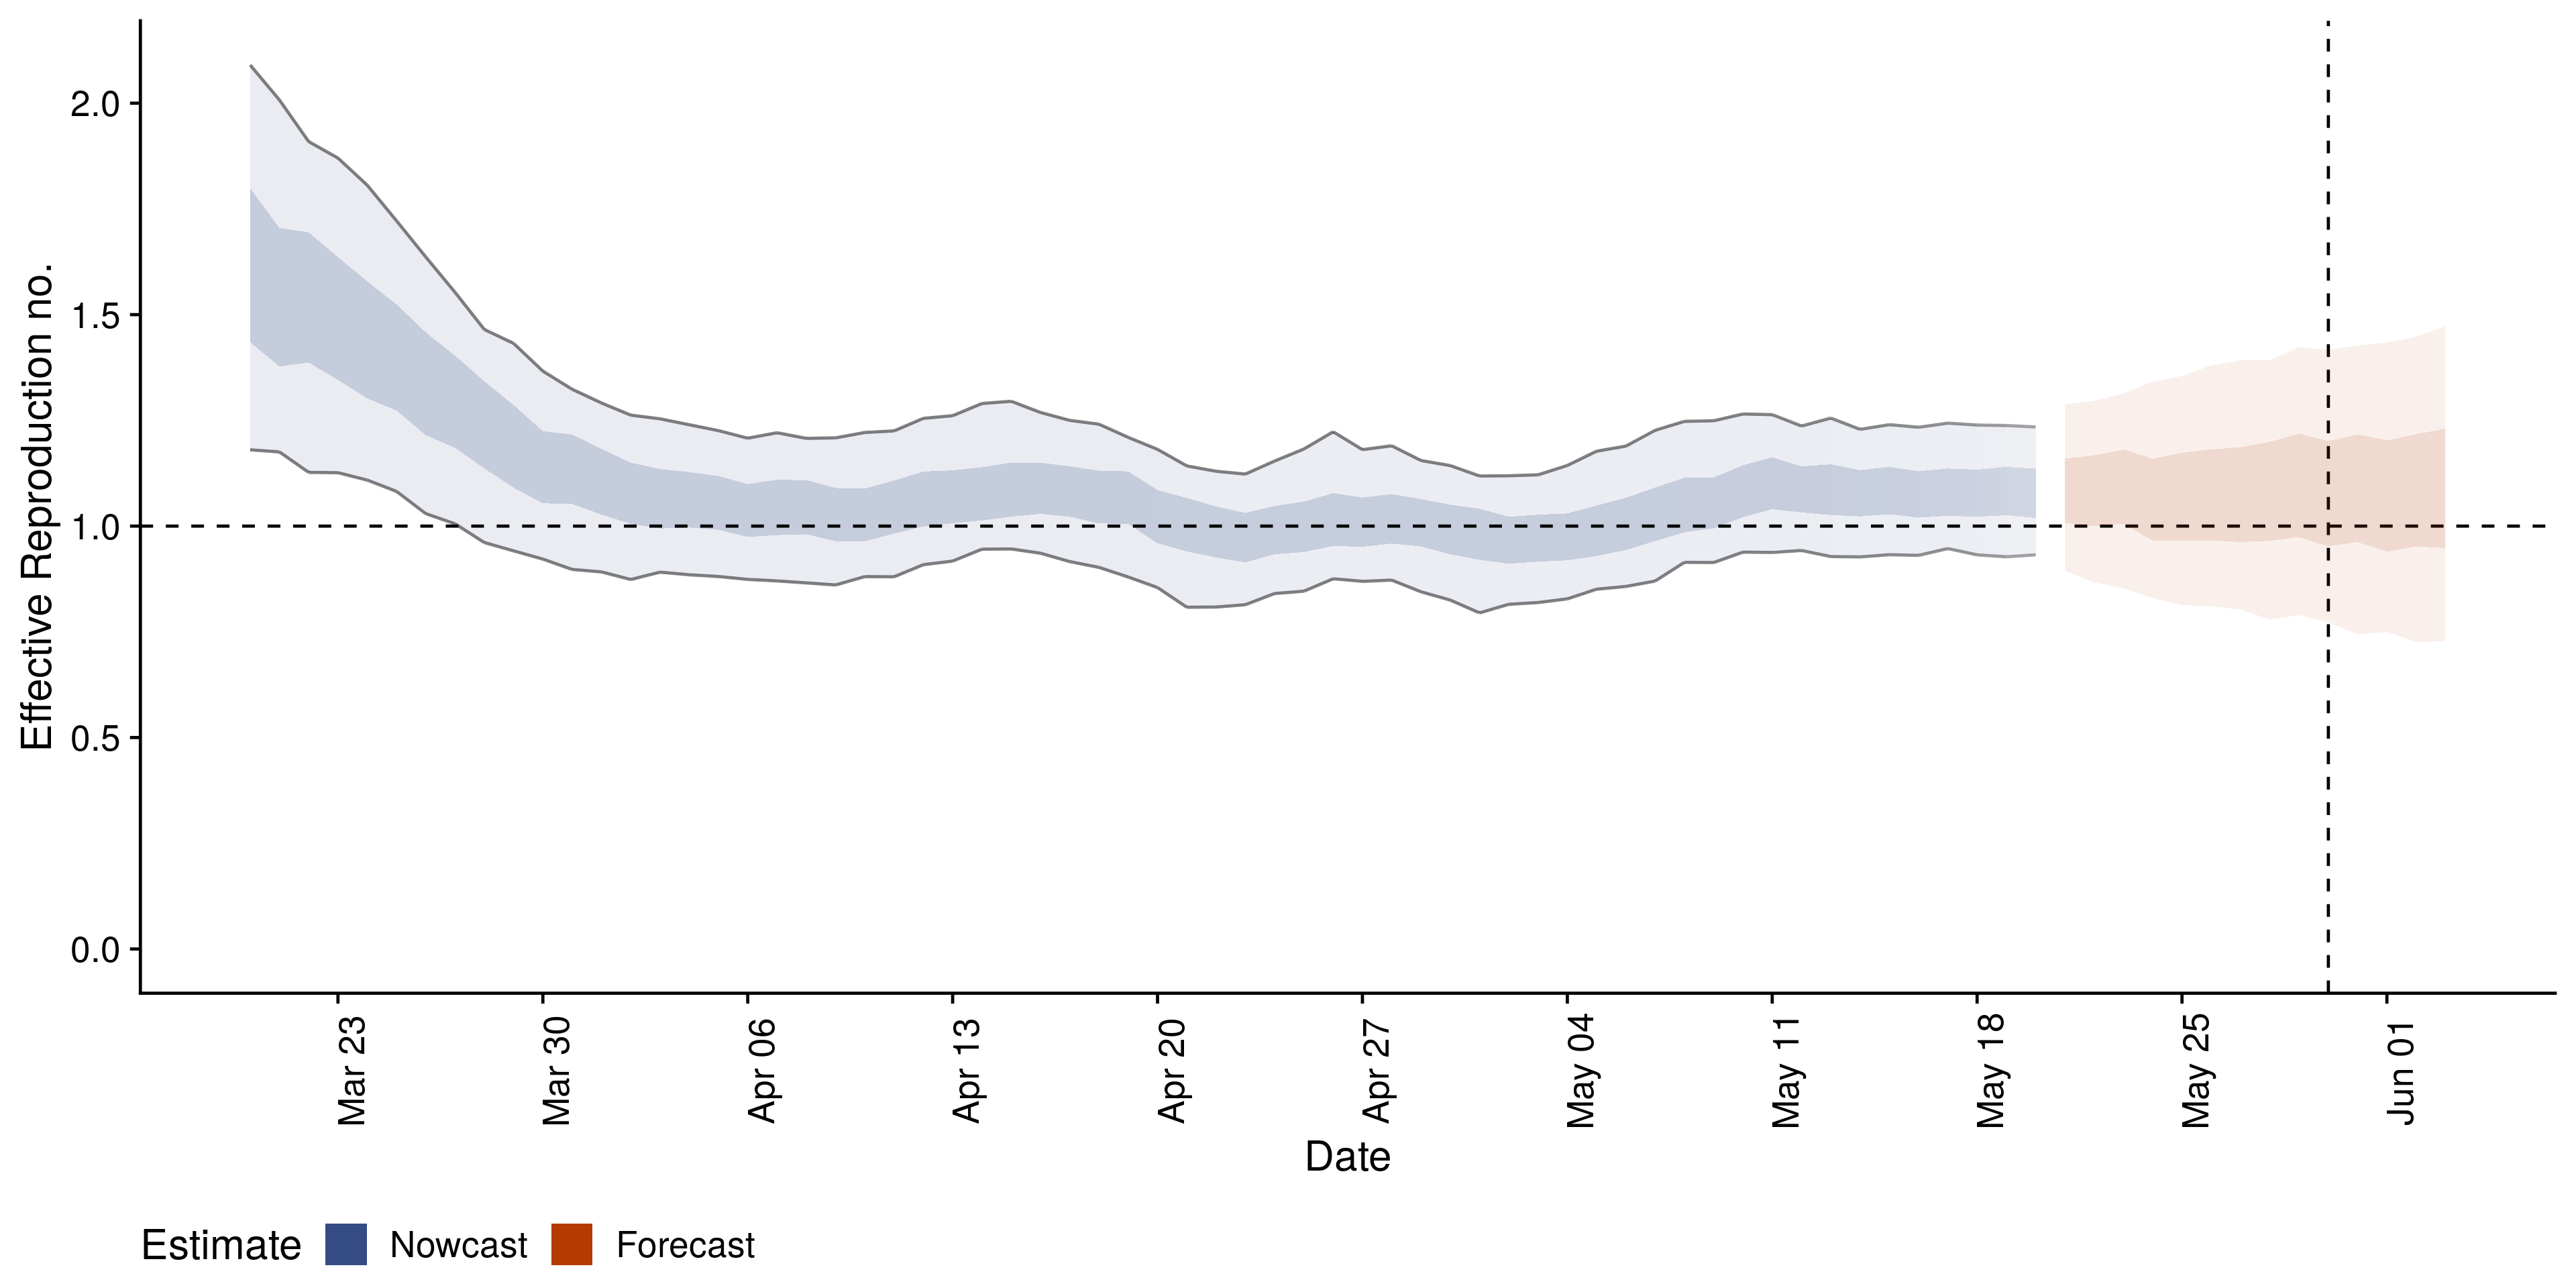 Effective Reproduction no.
2.0
1.5
1.0
0.5
0.0
Mar 23
Mar 30
Apr 06
Apr 13
Apr 20
Apr 27
May 04
May 11
May 18
May 25
Jun 01
Date
Estimate Nowcast Forecast